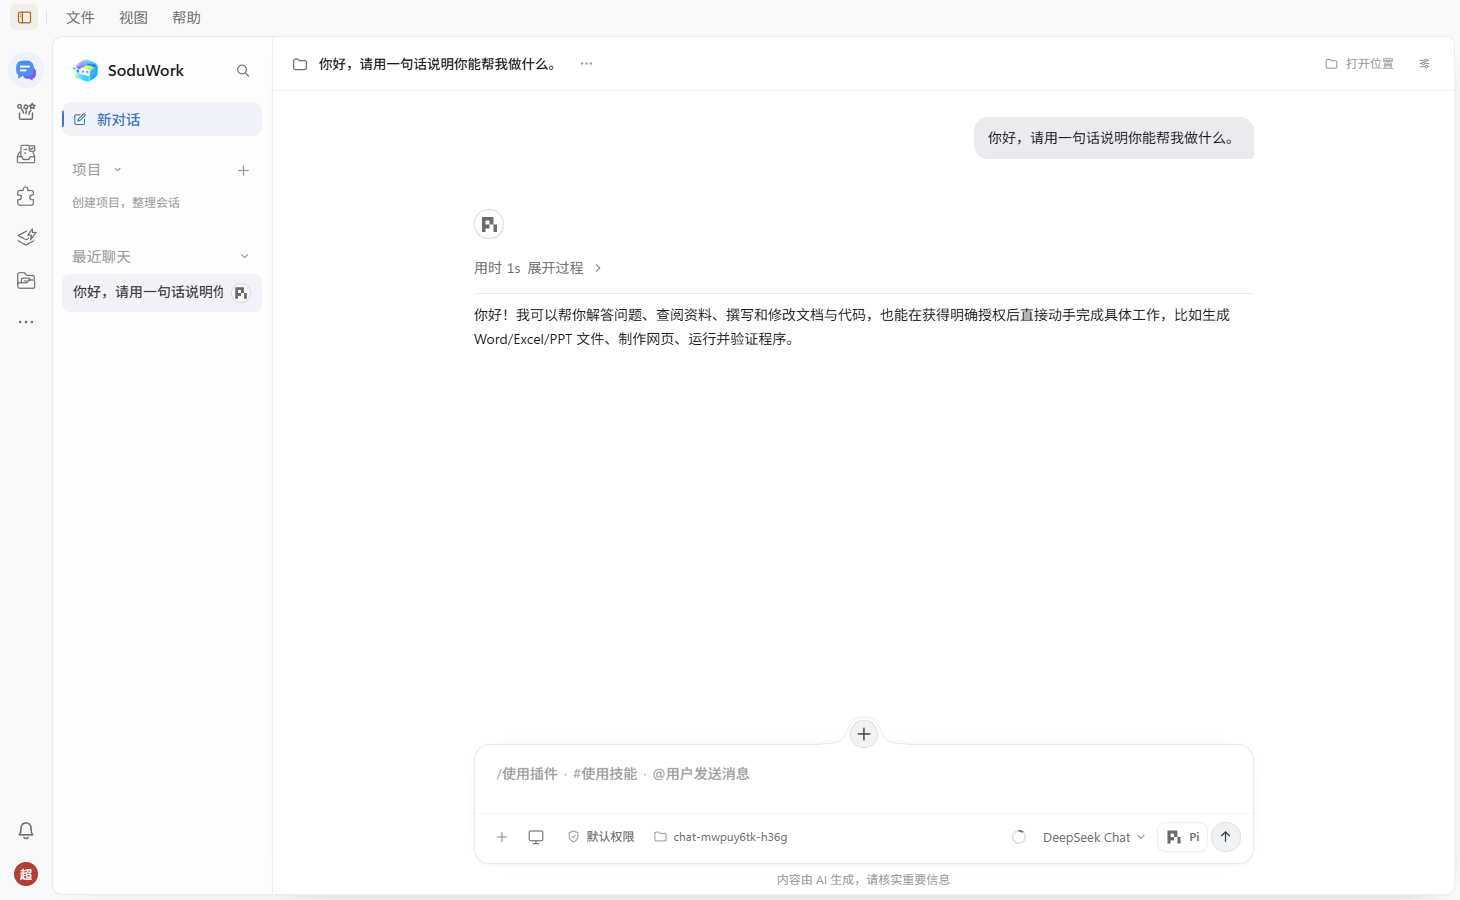 文件 视图 帮助
SoduWork
新对话
项目
创建项目，整理会话
最近聊天
你好，请用一句话说明你
超
你好，请用一句话说明你能帮我做什么。
打开位置
你好，请用一句话说明你能帮我做什么。
用时 1s 展开过程
你好！我可以帮你解答问题、查阅资料、撰写和修改文档与代码，也能在获得明确授权后直接动手完成具体工作，比如生成
Word/Excel/PPT 文件、制作网页、运行并验证程序。
/使用插件 · #使用技能 · @用户发送消息
默认权限 chat-mwpuy6tk-h36g DeepSeek Chat Pi
内容由 AI 生成，请核实重要信息